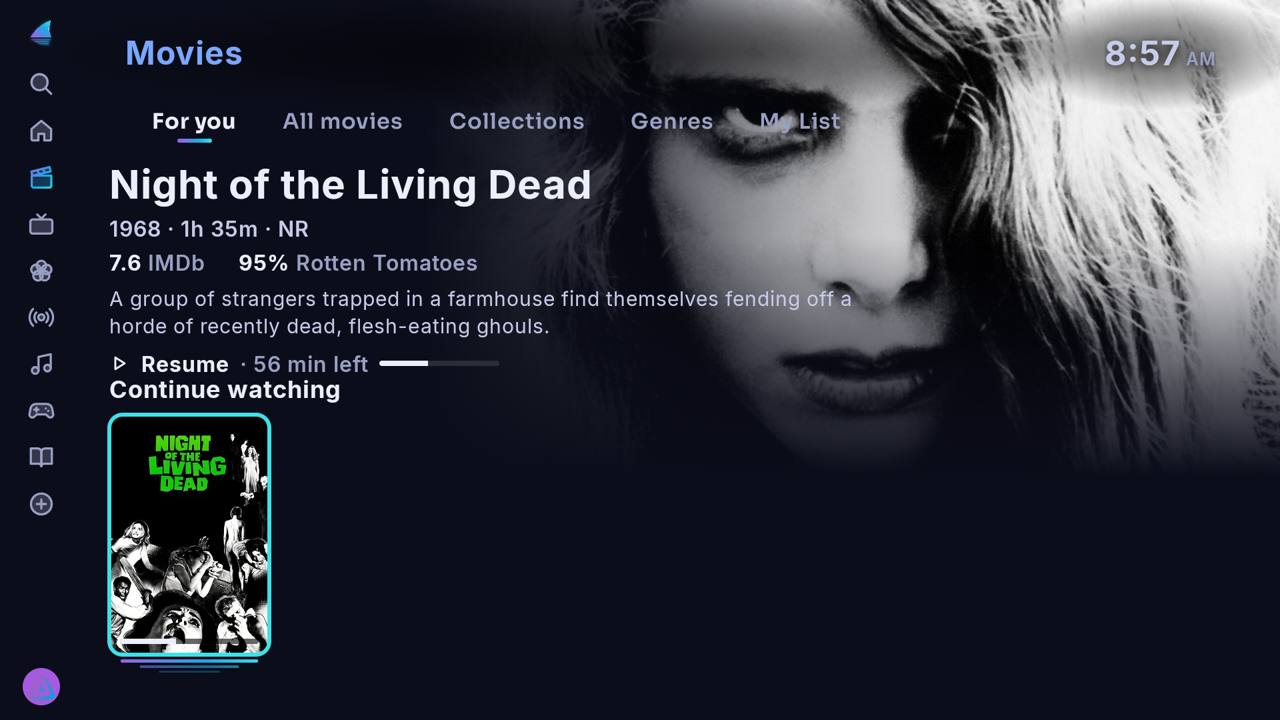 Movies
8:57 AM
For you
All movies
Collections
Genres
My List
Night of the Living Dead
1968 · 1h 35m · NR
7.6 IMDb 95% Rotten Tomatoes
A group of strangers trapped in a farmhouse find themselves fending off a
horde of recently dead, flesh-eating ghouls.
Resume · 56 min left
Continue watching
NIGHT
OF THE
LIVING
DEAD